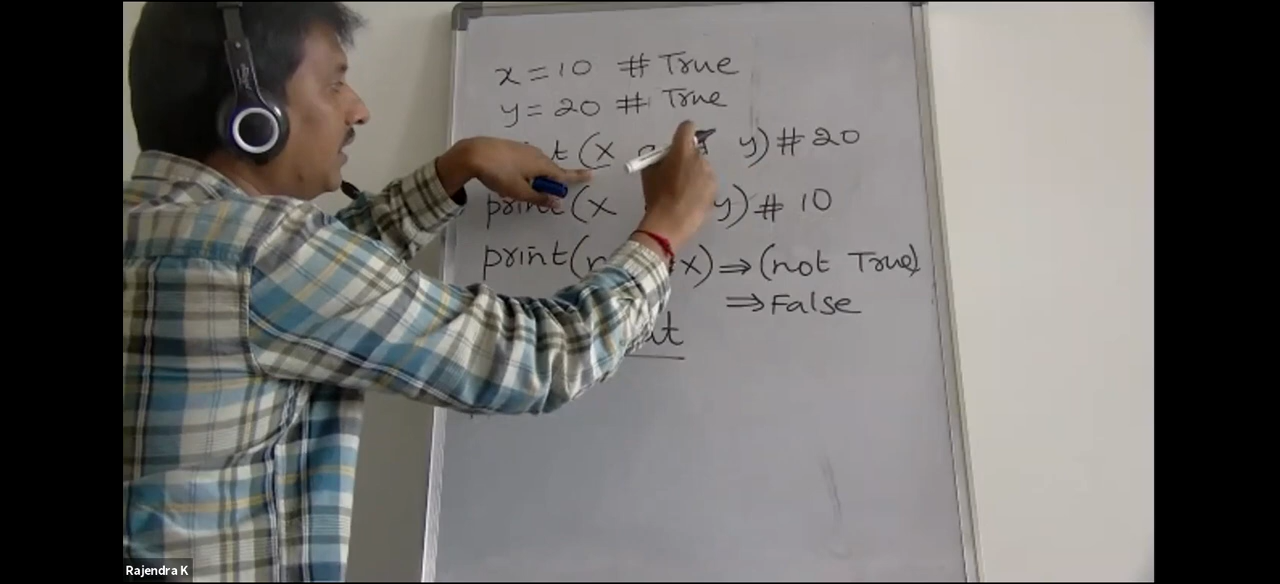 x = 10 # True
y = 20 # True
(x y) # 20
print(x y) # 10
print( x) ⇒ (not True)
⇒ False
Rajendra K